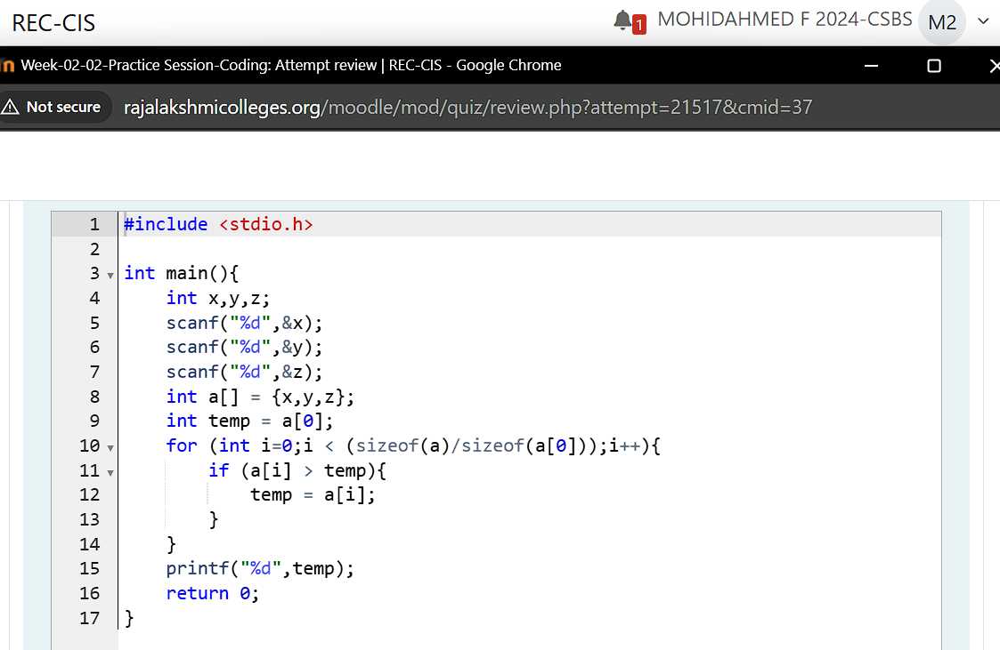 REC-CIS
1 MOHIDAHMED F 2024-CSBS M2
Week-02-02-Practice Session-Coding: Attempt review | REC-CIS - Google Chrome
Not secure rajalakshmicolleges.org/moodle/mod/quiz/review.php?attempt=21517&cmid=37
1 #include <stdio.h>
2
3 int main(){
4     int x,y,z;
5     scanf("%d",&x);
6     scanf("%d",&y);
7     scanf("%d",&z);
8     int a[] = {x,y,z};
9     int temp = a[0];
10     for (int i=0;i < (sizeof(a)/sizeof(a[0]));i++){
11         if (a[i] > temp){
12             temp = a[i];
13         }
14     }
15     printf("%d",temp);
16     return 0;
17 }